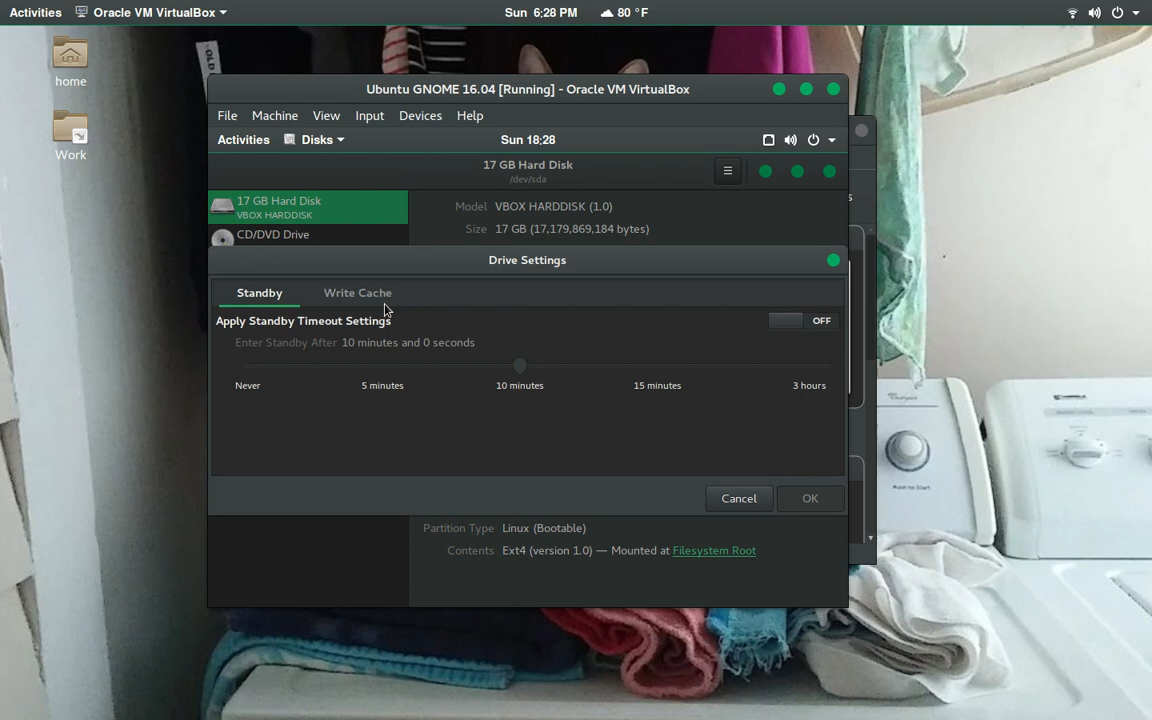 Activities Oracle VM VirtualBox Sun 6:28 PM 80 °F
home
Work
OLD
Ubuntu GNOME 16.04 [Running] - Oracle VM VirtualBox
File Machine View Input Devices Help
Activities Disks Sun 18:28
17 GB Hard Disk
/dev/sda
17 GB Hard Disk
VBOX HARDDISK
CD/DVD Drive
Model VBOX HARDDISK (1.0)
Size 17 GB (17,179,869,184 bytes)
s
Drive Settings
Standby Write Cache
Apply Standby Timeout Settings OFF
Enter Standby After 10 minutes and 0 seconds
Never 5 minutes 10 minutes 15 minutes 3 hours
Cancel OK
Partition Type Linux (Bootable)
Contents Ext4 (version 1.0) — Mounted at Filesystem Root
Whirlpool
Push to Start